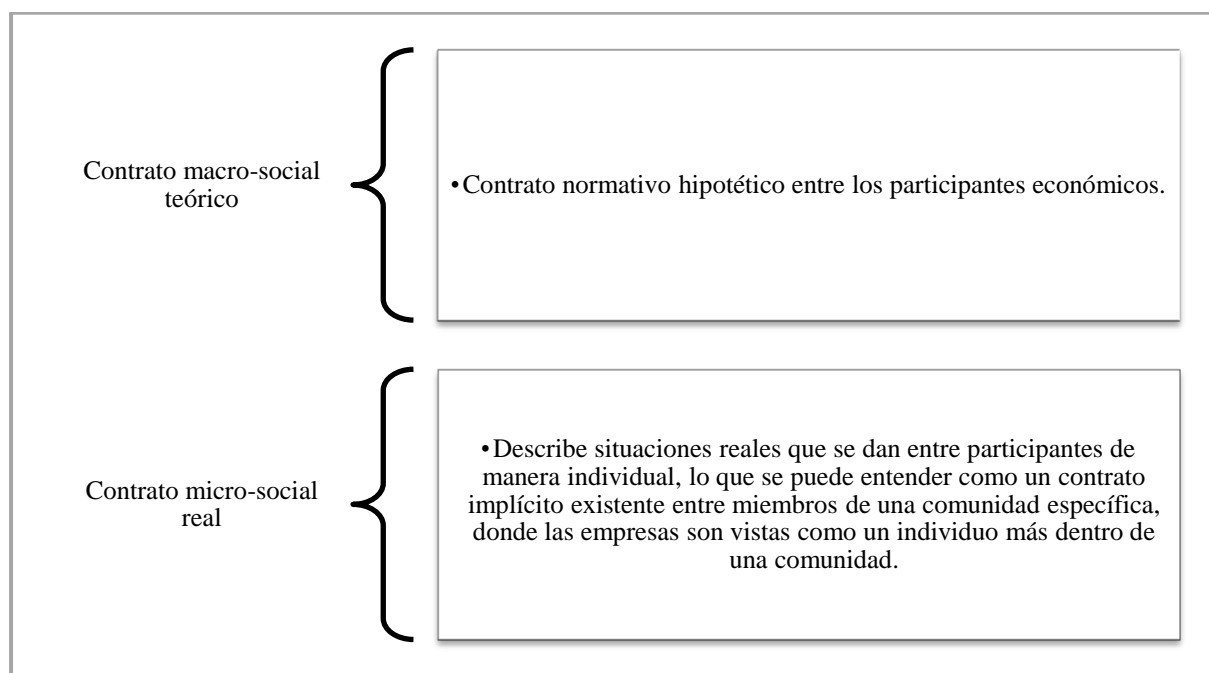 Contrato macro-social
teórico
•Contrato normativo hipotético entre los participantes económicos.
Contrato micro-social
real
•Describe situaciones reales que se dan entre participantes de
manera individual, lo que se puede entender como un contrato
implícito existente entre miembros de una comunidad específica,
donde las empresas son vistas como un individuo más dentro de
una comunidad.